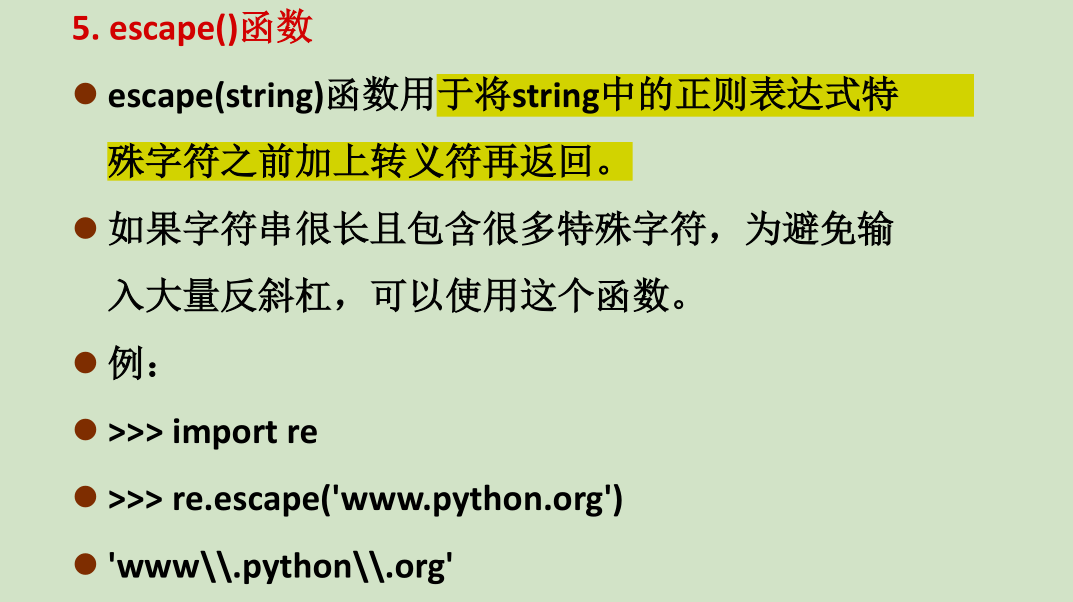 5. escape()函数
escape(string)函数用于将string中的正则表达式特
殊字符之前加上转义符再返回。
如果字符串很长且包含很多特殊字符，为避免输
入大量反斜杠，可以使用这个函数。
例：
>>> import re
>>> re.escape('www.python.org')
'www\\.python\\.org'